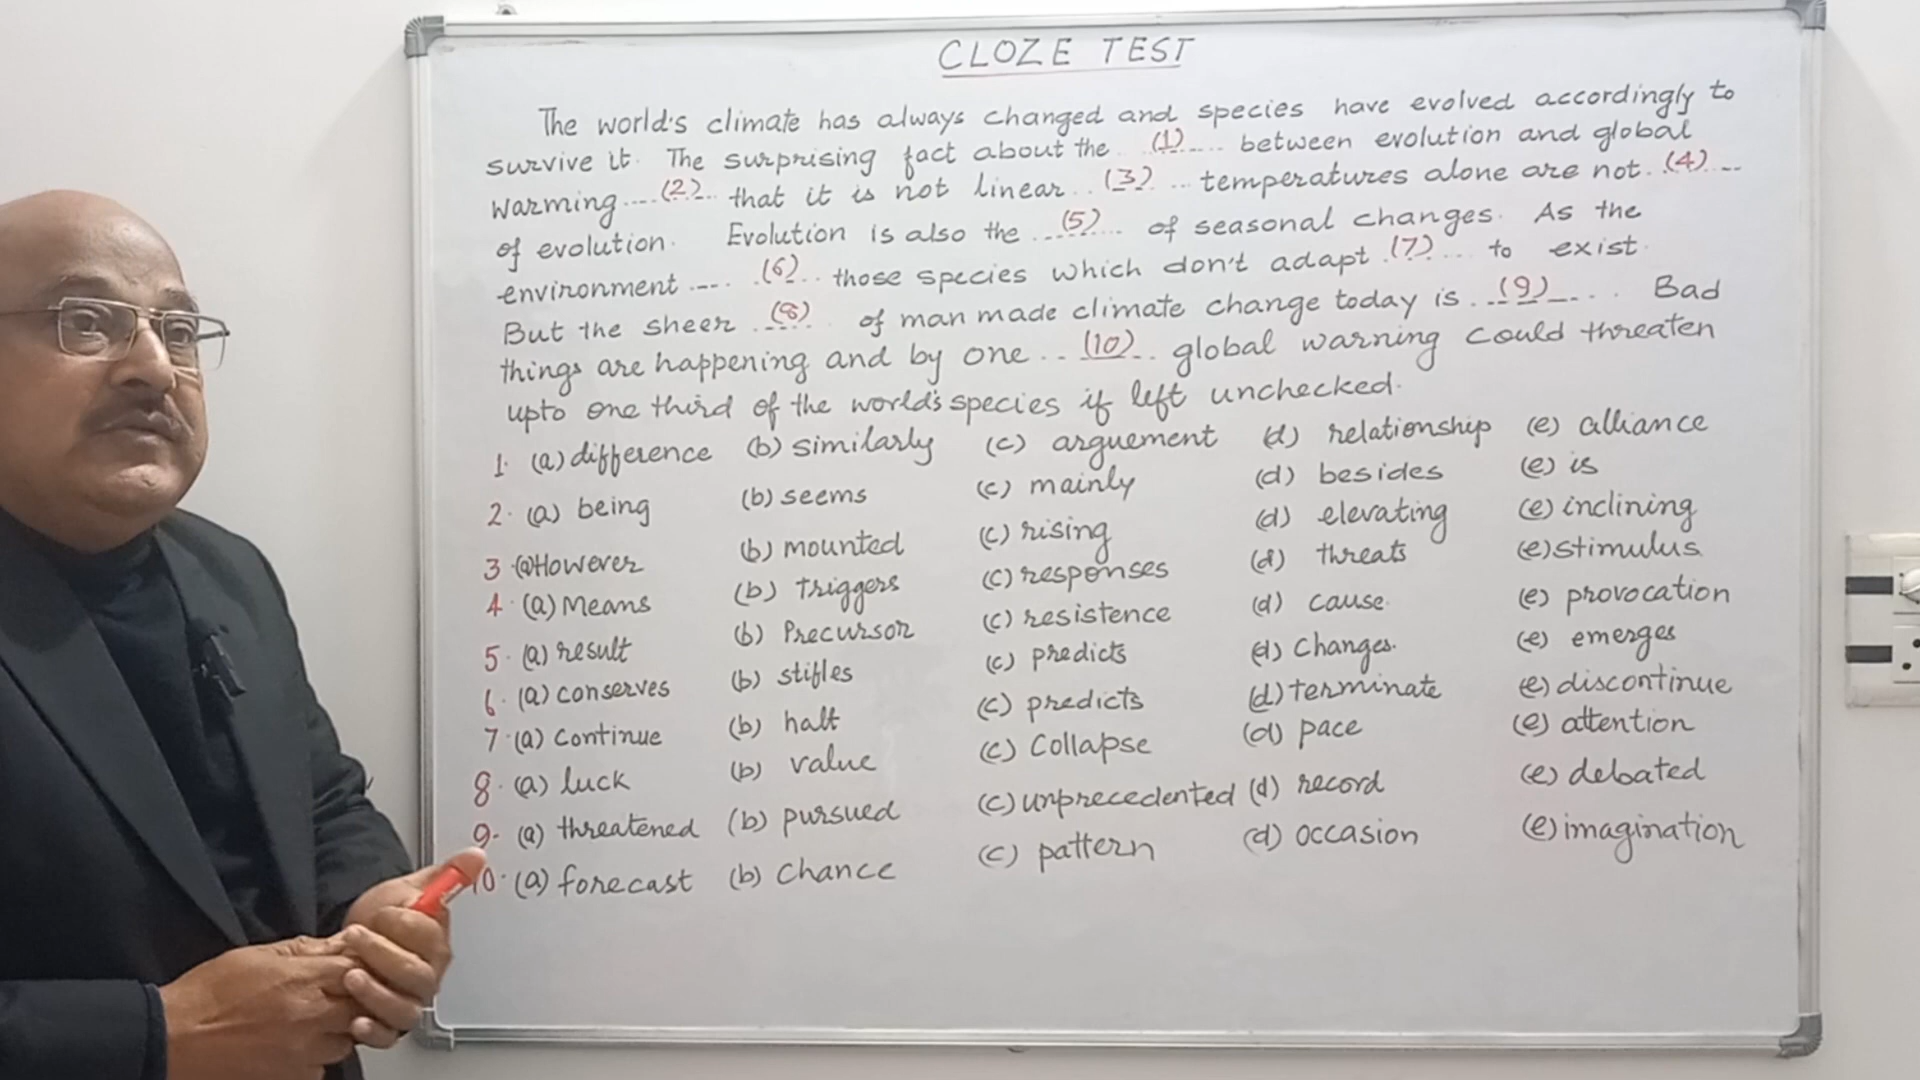 CLOZE TEST
The world's climate has always changed and species have evolved accordingly to
survive it. The surprising fact about the (1)..... between evolution and global
warming ....(2)... that it is not linear ..(3)... temperatures alone are not.(4)...
of evolution. Evolution is also the ...(5)... of seasonal changes. As the
environment .... .(6)... those species which don't adapt .(7).... to exist.
But the sheer ..(8).. of man made climate change today is ...(9)..... Bad
things are happening and by one ...(10)... global warning could threaten
upto one third of the world's species if left unchecked.
1. (a) difference (b) similarly (c) arguement (d) relationship (e) alliance
2. (a) being (b) seems (c) mainly (d) besides (e) is
3 (a) However (b) mounted (c) rising (d) elevating (e) inclining
4. (a) Means (b) triggers (c) responses (d) threats (e) stimulus
5. (a) result (b) Precursor (c) resistence (d) cause. (e) provocation
6. (a) conserves (b) stifles (c) predicts (d) Changes. (e) emerges
7. (a) continue (b) halt (c) predicts (d) terminate (e) discontinue
8. (a) luck (b) value (c) Collapse (d) pace (e) attention
9. (a) threatened (b) pursued (c) unprecedented (d) record (e) debated
10. (a) forecast (b) Chance (c) pattern (d) occasion (e) imagination